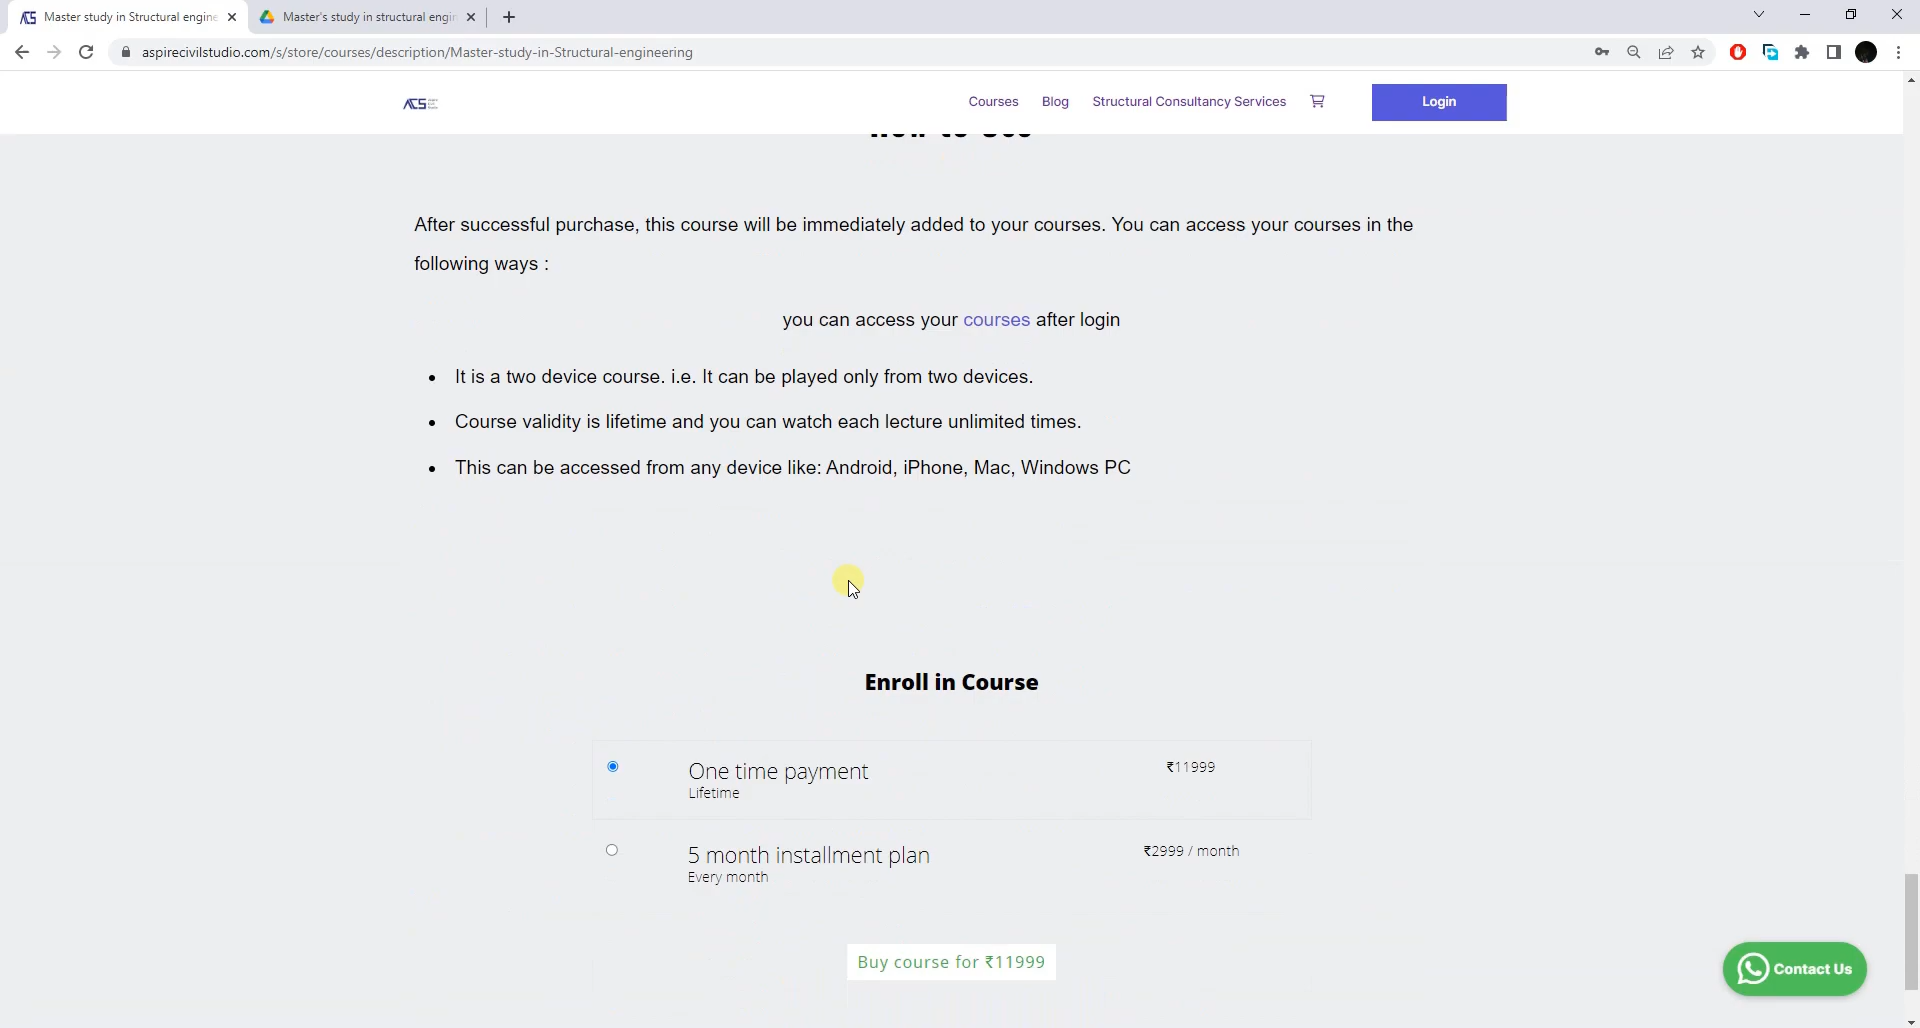 Master study in Structural engine
Master's study in structural engin
aspirecivilstudio.com/s/store/courses/description/Master-study-in-Structural-engineering
ACS
Courses
Blog
Structural Consultancy Services
Login
How to Use
After successful purchase, this course will be immediately added to your courses. You can access your courses in the
following ways :
you can access your courses after login
• It is a two device course. i.e. It can be played only from two devices.
• Course validity is lifetime and you can watch each lecture unlimited times.
• This can be accessed from any device like: Android, iPhone, Mac, Windows PC
Enroll in Course
One time payment
₹11999
Lifetime
5 month installment plan
₹2999 / month
Every month
Buy course for ₹11999
Contact Us